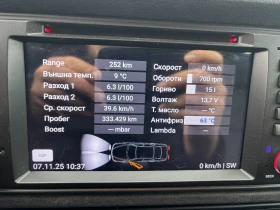 Range 252 km Скорост 0 km/h
Външна темп. 9 °C Обороти 700 rpm
Разход 1 6.3 l/100 Гориво 15 l
Разход 2 6.3 l/100 Волтаж 13,7 V
Ср. скорост 39.6 km/h Т. масло --- °C
Пробег 333.429 km Антифриз 63 °C
Boost --- mbar Lambda ---
07.11.25 10:37 0 km/h | SW